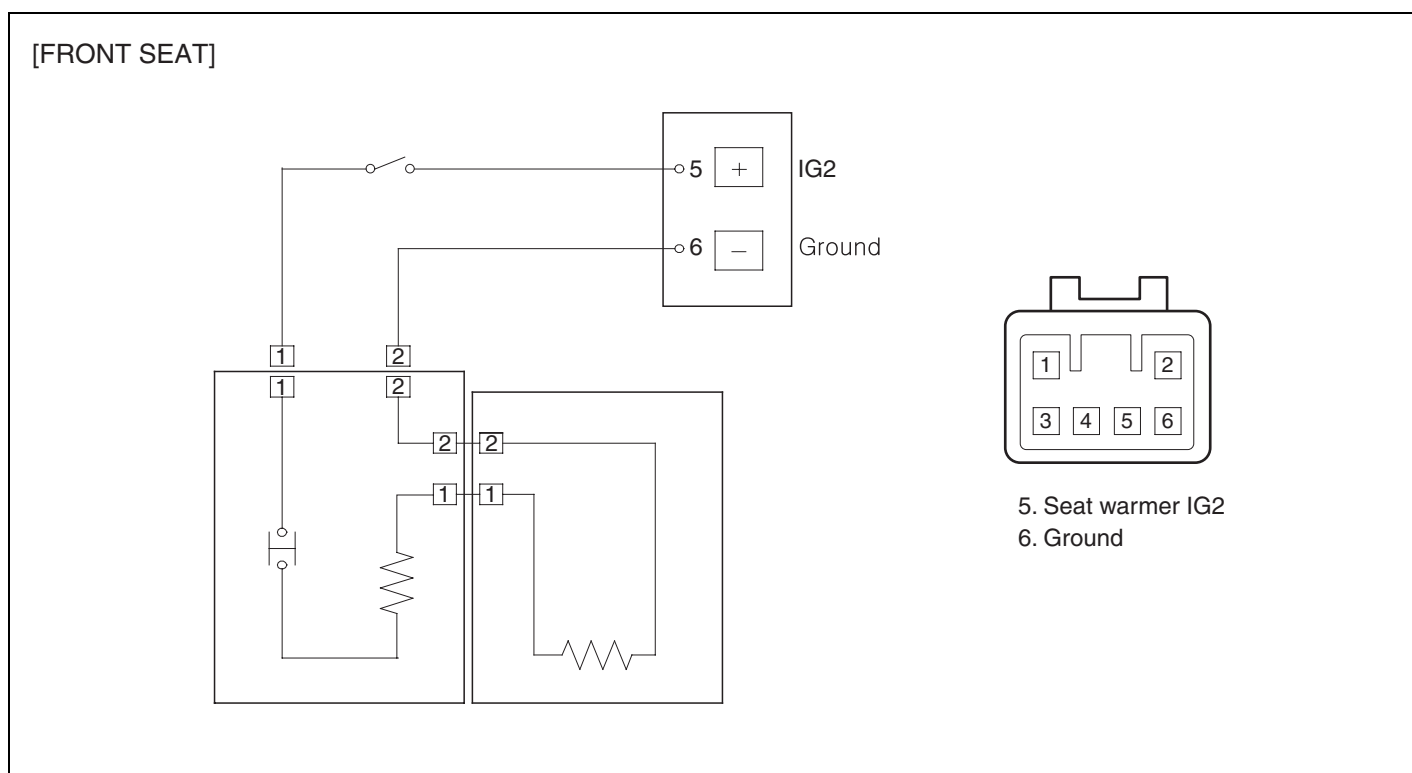 [FRONT SEAT]
5 + IG2
6 − Ground
1 2
1 2
2 2
1 1
1 2
3 4 5 6
5. Seat warmer IG2
6. Ground